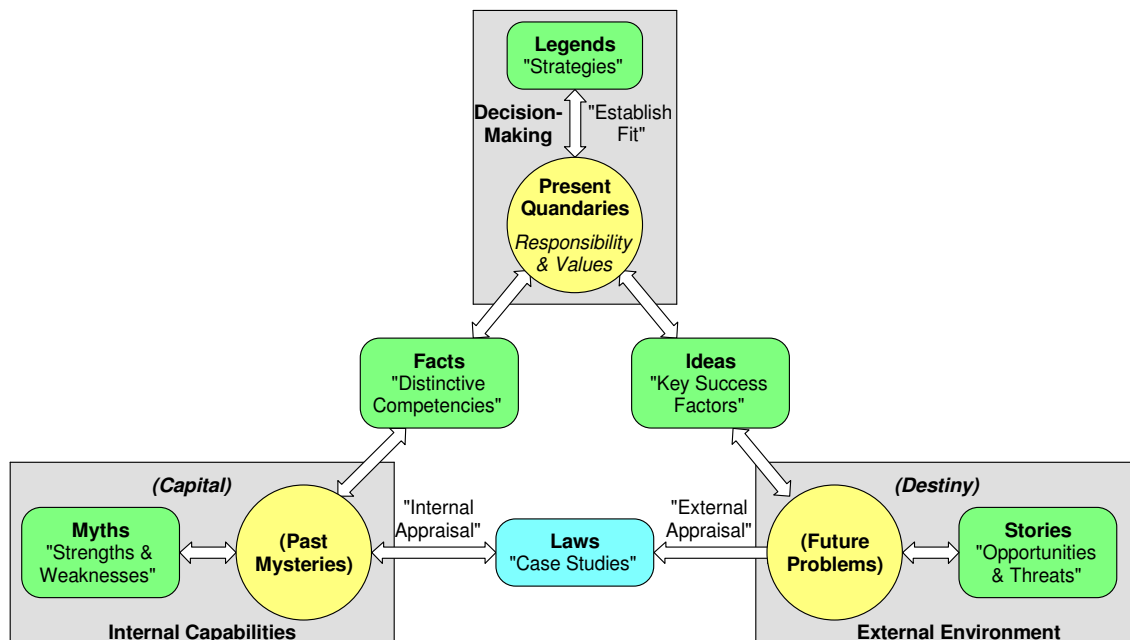 Legends
"Strategies"
Decision-
Making
"Establish
Fit"
Present
Quandaries
Responsibility
& Values
Facts
"Distinctive
Competencies"
Ideas
"Key Success
Factors"
(Capital)
Myths
"Strengths &
Weaknesses"
(Past
Mysteries)
Internal Capabilities
"Internal
Appraisal"
Laws
"Case Studies"
"External
Appraisal"
(Destiny)
(Future
Problems)
Stories
"Opportunities
& Threats"
External Environment